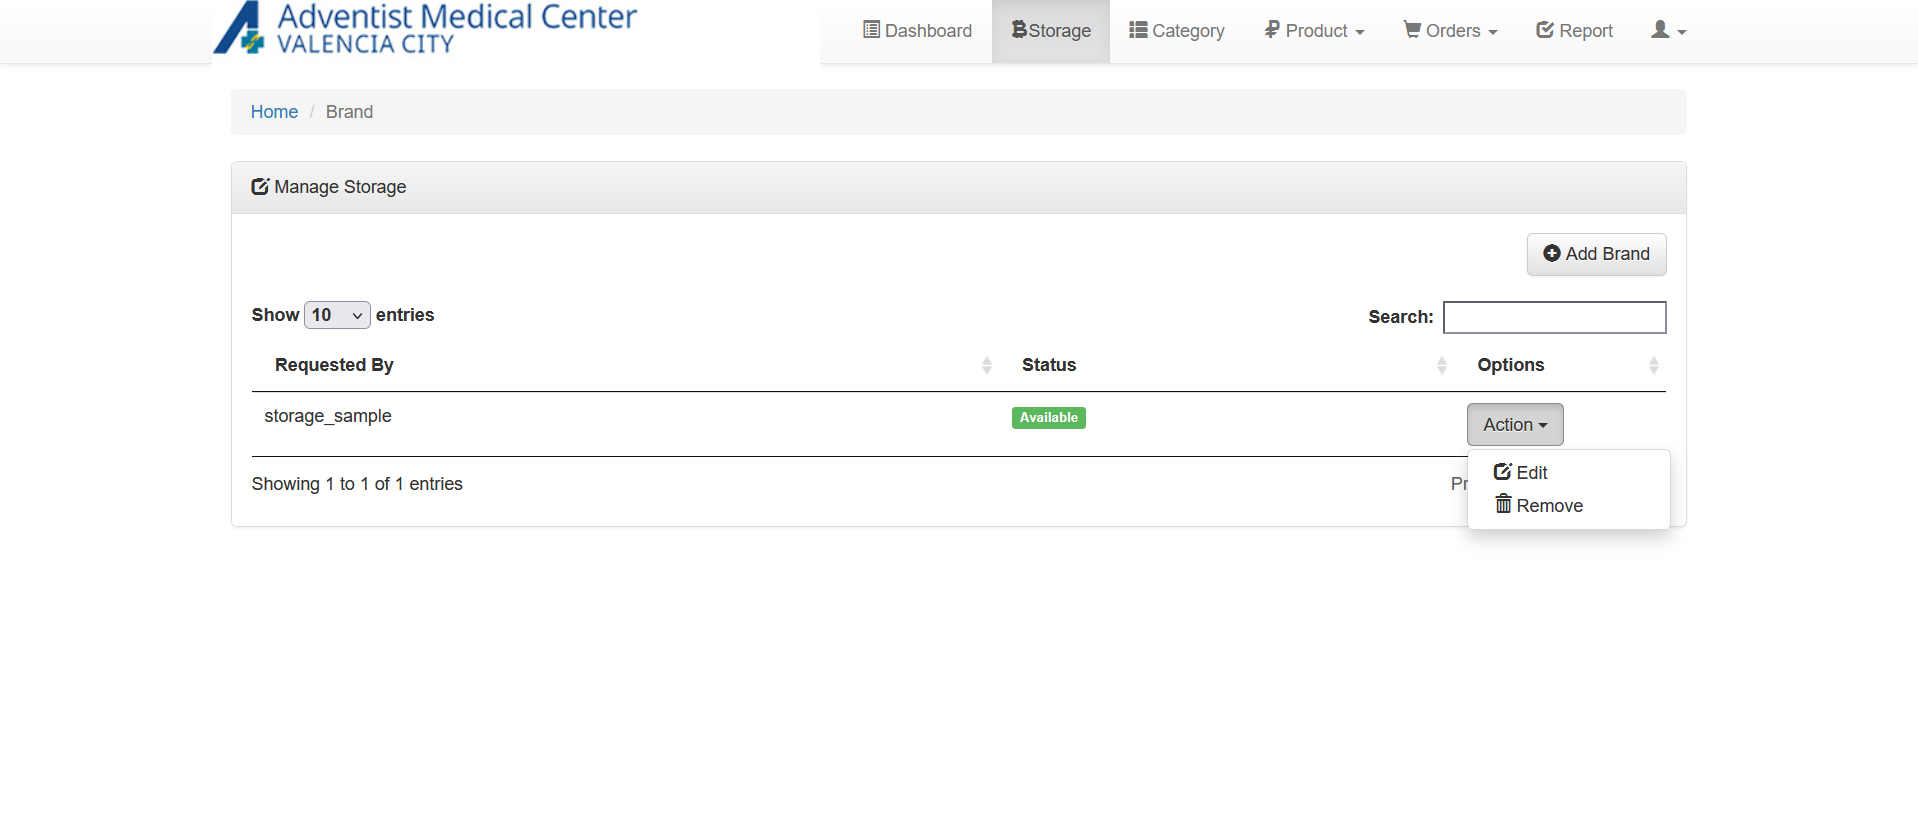 Adventist Medical Center
VALENCIA CITY
Dashboard
Storage
Category
Product
Orders
Report
Home / Brand
Manage Storage
Add Brand
Show 10 entries
Search:
Requested By Status Options
storage_sample Available Action
Edit
Remove
Showing 1 to 1 of 1 entries